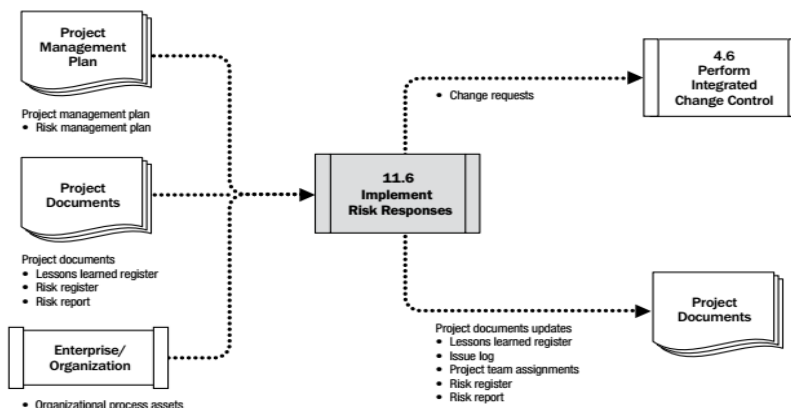 Project
Management
Plan
Project management plan
• Risk management plan
Project
Documents
Project documents
• Lessons learned register
• Risk register
• Risk report
Enterprise/
Organization
• Organizational process assets
11.6
Implement
Risk Responses
• Change requests
4.6
Perform
Integrated
Change Control
Project documents updates
• Lessons learned register
• Issue log
• Project team assignments
• Risk register
• Risk report
Project
Documents